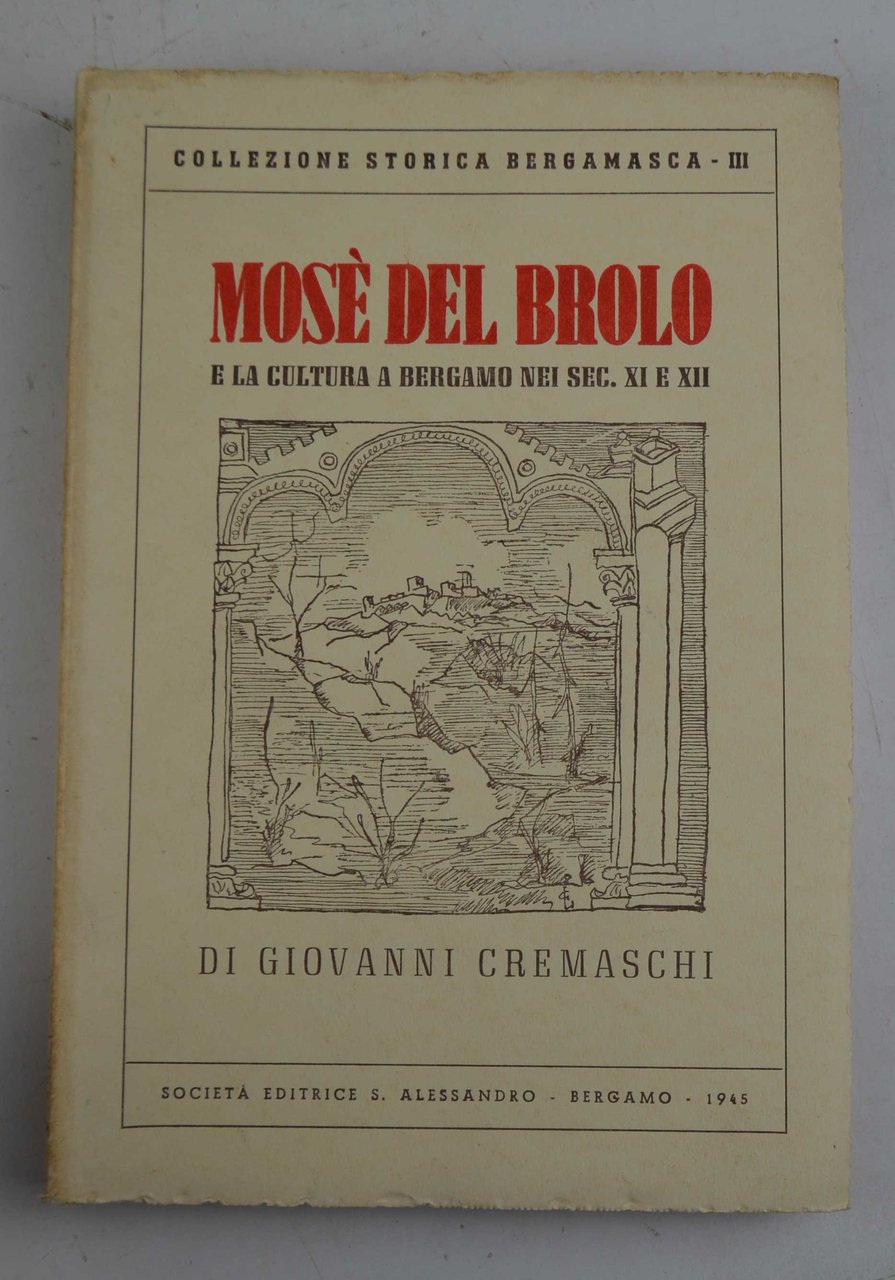 COLLEZIONE STORICA BERGAMASCA - III
MOSÈ DEL BROLO
E LA CULTURA A BERGAMO NEI SEC. XI E XII
DI GIOVANNI CREMASCHI
SOCIETÀ EDITRICE S. ALESSANDRO - BERGAMO - 1945